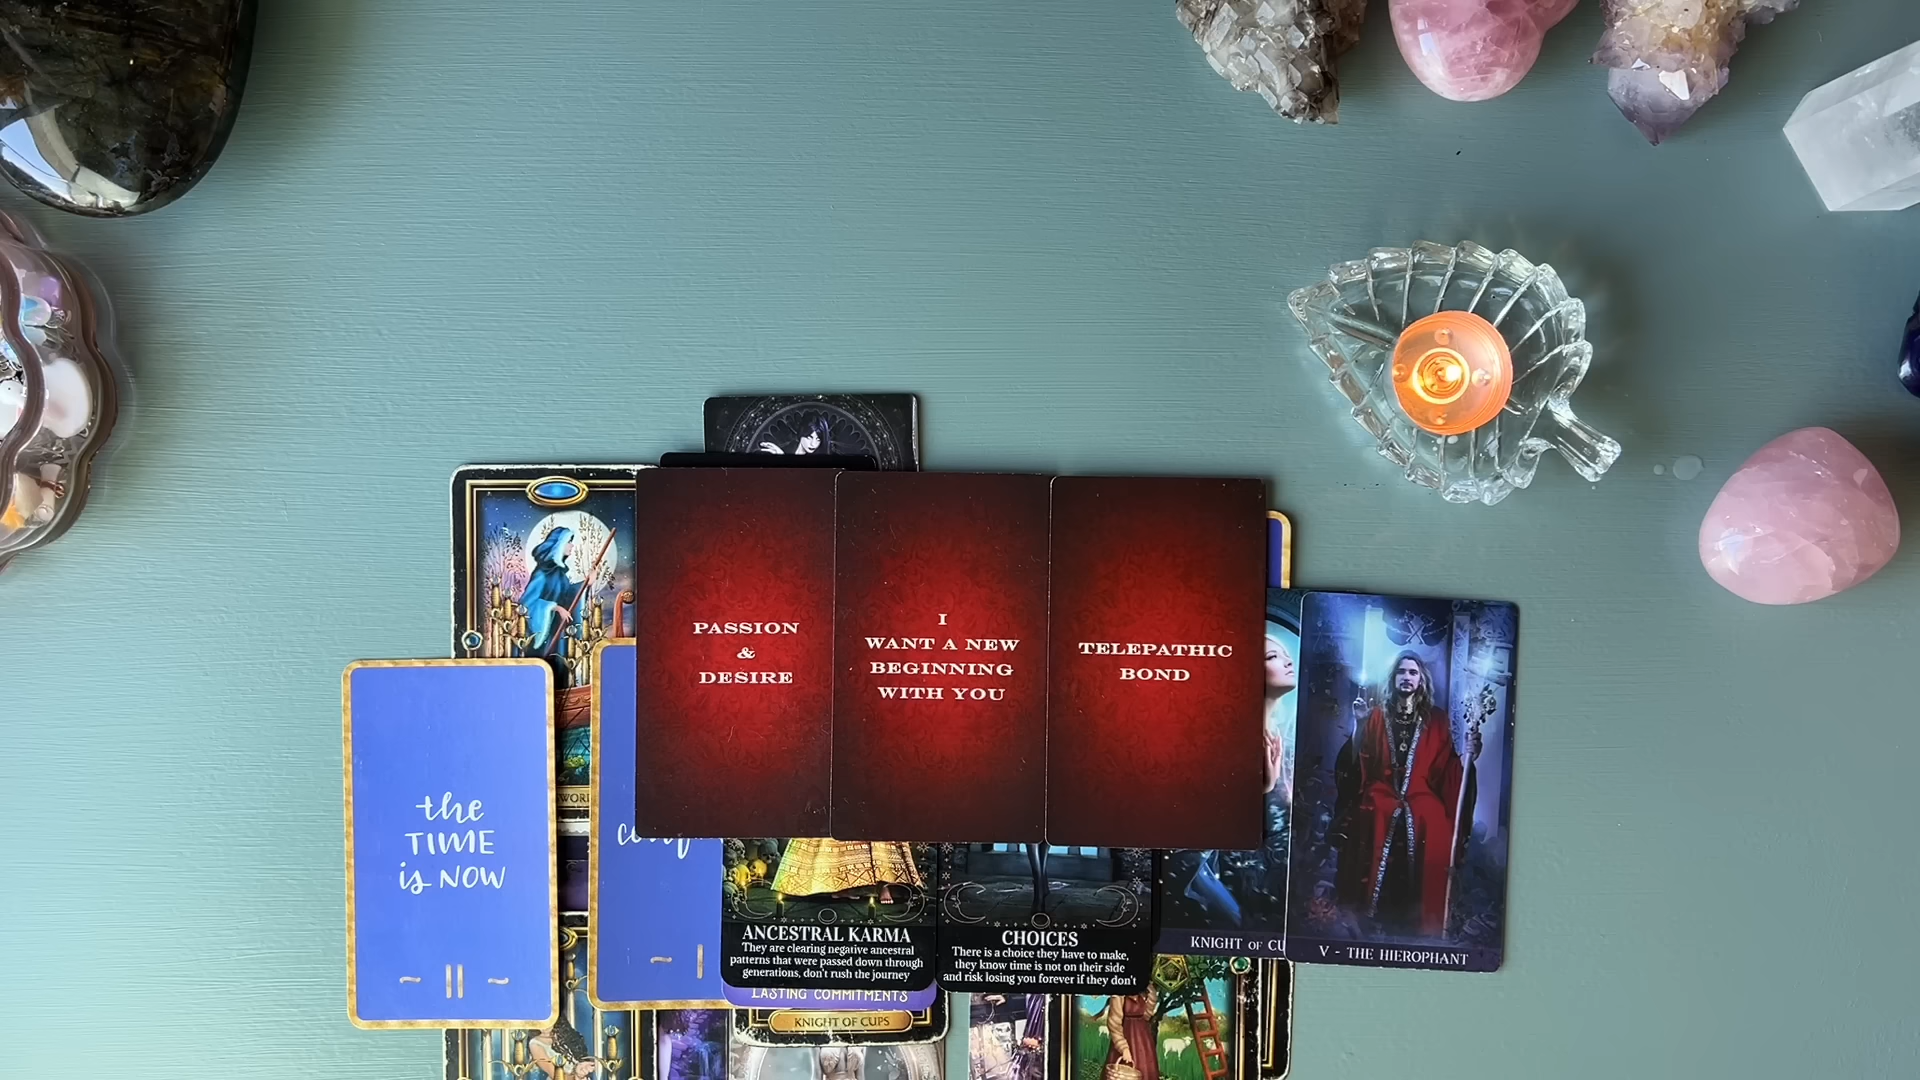 PASSION
&
DESIRE
I
WANT A NEW
BEGINNING
WITH YOU
TELEPATHIC
BOND
the
TIME
is NOW
II
I
ANCESTRAL KARMA
They are clearing negative ancestral
patterns that were passed down through
generations, don't rush the journey
CHOICES
There is a choice they have to make,
they know time is not on their side
and risk losing you forever if they don't
KNIGHT OF CU
V - THE HIEROPHANT
LASTING COMMITMENTS
KNIGHT OF CUPS